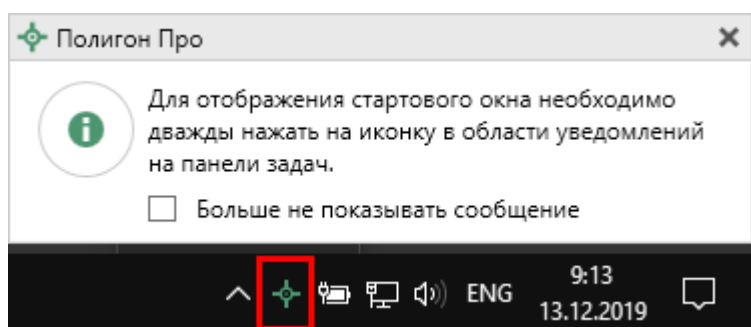 Полигон Про
Для отображения стартового окна необходимо
дважды нажать на иконку в области уведомлений
на панели задач.
Больше не показывать сообщение
ENG
9:13
13.12.2019